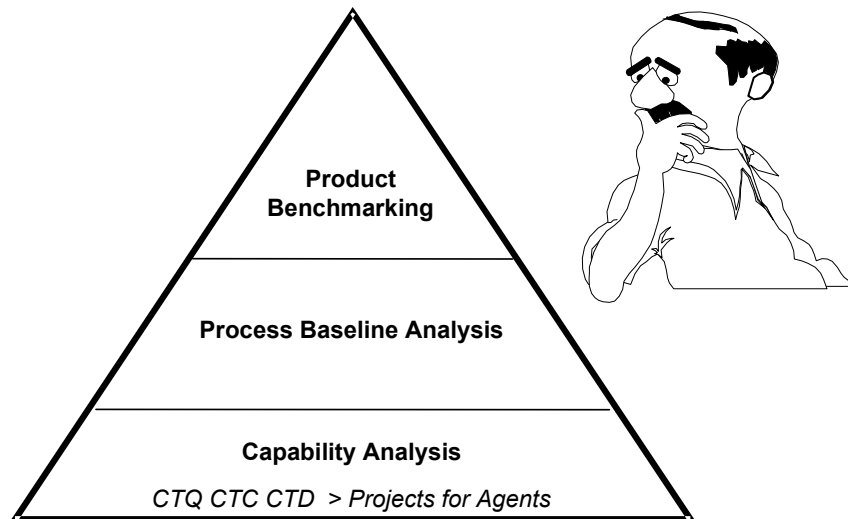 Product
Benchmarking
Process Baseline Analysis
Capability Analysis
CTQ CTC CTD > Projects for Agents